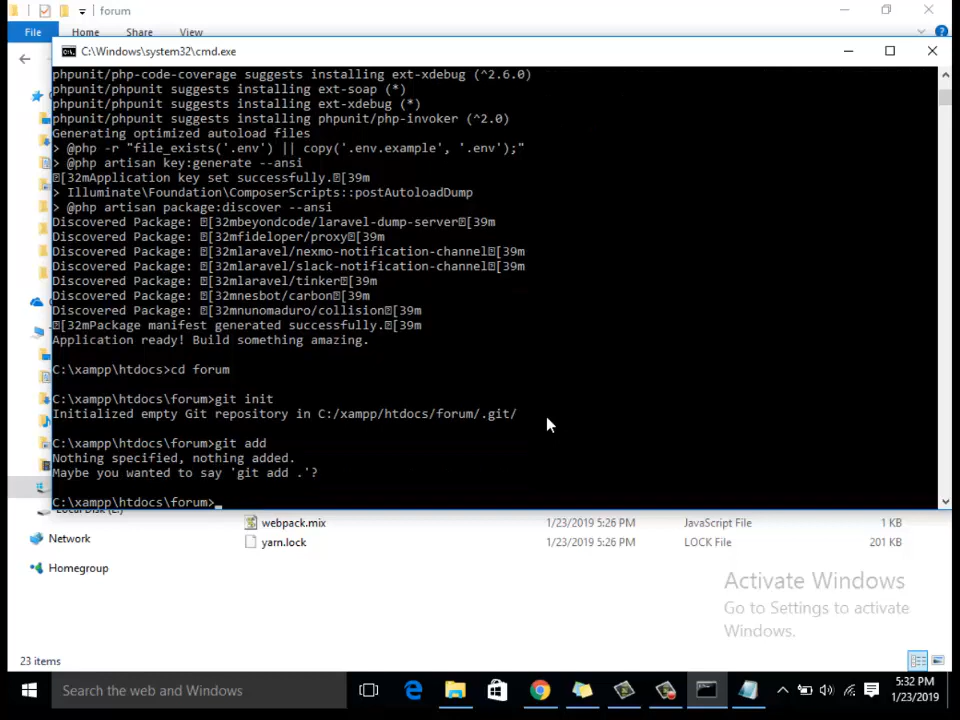 forum
File Home Share View
C:\Windows\system32\cmd.exe
phpunit/php-code-coverage suggests installing ext-xdebug (^2.6.0)
phpunit/phpunit suggests installing ext-soap (*)
phpunit/phpunit suggests installing ext-xdebug (*)
phpunit/phpunit suggests installing phpunit/php-invoker (^2.0)
Generating optimized autoload files
> @php -r "file_exists('.env') || copy('.env.example', '.env');"
> @php artisan key:generate --ansi
[32mApplication key set successfully.[39m
> Illuminate\Foundation\ComposerScripts::postAutoloadDump
> @php artisan package:discover --ansi
Discovered Package: [32mbeyondcode/laravel-dump-server[39m
Discovered Package: [32mfideloper/proxy[39m
Discovered Package: [32mlaravel/nexmo-notification-channel[39m
Discovered Package: [32mlaravel/slack-notification-channel[39m
Discovered Package: [32mlaravel/tinker[39m
Discovered Package: [32mnesbot/carbon[39m
Discovered Package: [32mnunomaduro/collision[39m
[32mPackage manifest generated successfully.[39m
Application ready! Build something amazing.
C:\xampp\htdocs>cd forum
C:\xampp\htdocs\forum>git init
Initialized empty Git repository in C:/xampp/htdocs/forum/.git/
C:\xampp\htdocs\forum>git add
Nothing specified, nothing added.
Maybe you wanted to say 'git add .'?
C:\xampp\htdocs\forum>
webpack.mix 1/23/2019 5:26 PM JavaScript File 1 KB
yarn.lock 1/23/2019 5:26 PM LOCK File 201 KB
Network
Homegroup
Activate Windows
Go to Settings to activate
Windows.
23 items
Search the web and Windows
5:32 PM
1/23/2019